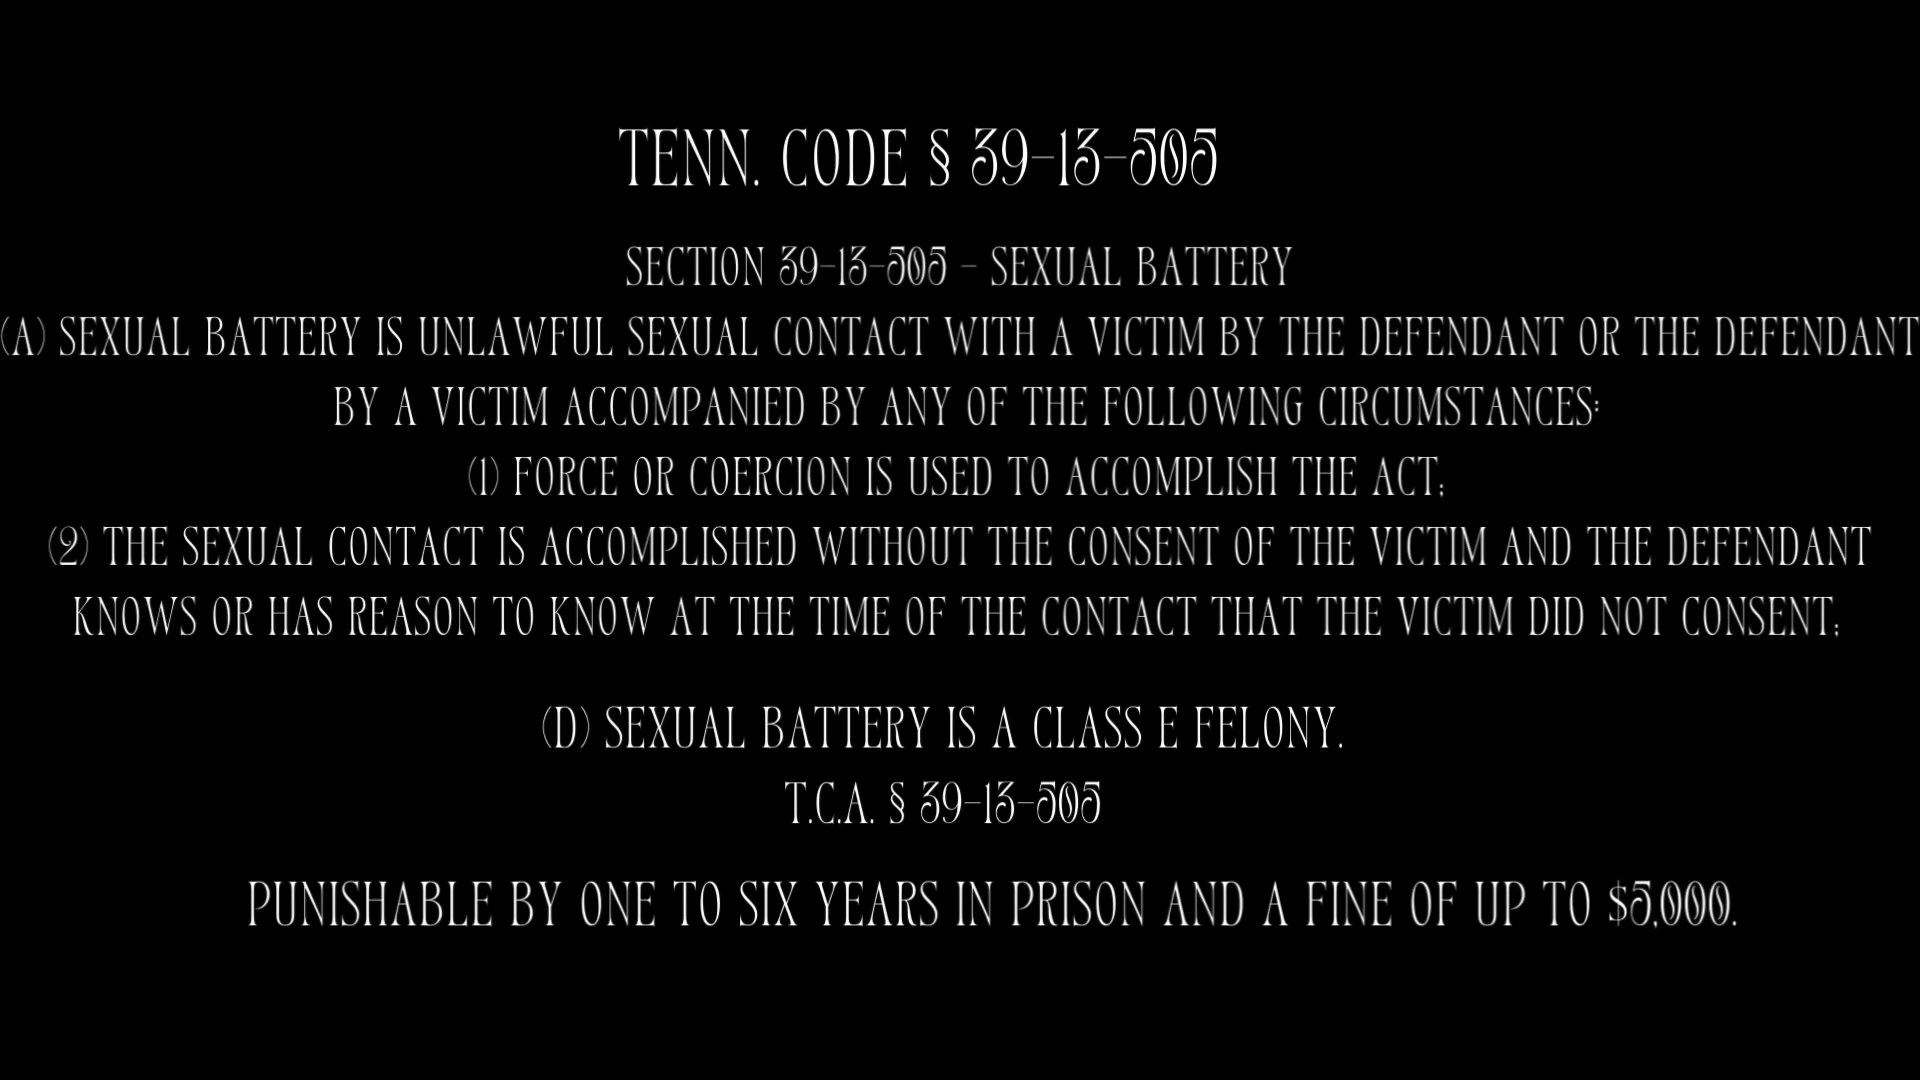 TENN. CODE § 39-13-505
SECTION 39-13-505 - SEXUAL BATTERY
(A) SEXUAL BATTERY IS UNLAWFUL SEXUAL CONTACT WITH A VICTIM BY THE DEFENDANT OR THE DEFENDANT
BY A VICTIM ACCOMPANIED BY ANY OF THE FOLLOWING CIRCUMSTANCES:
(1) FORCE OR COERCION IS USED TO ACCOMPLISH THE ACT;
(2) THE SEXUAL CONTACT IS ACCOMPLISHED WITHOUT THE CONSENT OF THE VICTIM AND THE DEFENDANT
KNOWS OR HAS REASON TO KNOW AT THE TIME OF THE CONTACT THAT THE VICTIM DID NOT CONSENT;
(D) SEXUAL BATTERY IS A CLASS E FELONY.
T.C.A. § 39-13-505
PUNISHABLE BY ONE TO SIX YEARS IN PRISON AND A FINE OF UP TO $5,000.